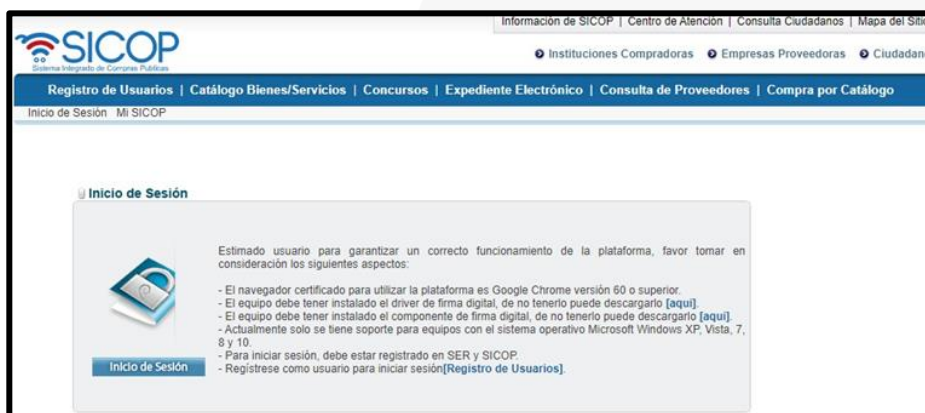 Información de SICOP | Centro de Atención | Consulta Ciudadanos | Mapa del Sitio
SICOP
Sistema Integrado de Compras Públicas
Instituciones Compradoras Empresas Proveedoras
Registro de Usuarios | Catálogo Bienes/Servicios | Concursos | Expediente Electrónico | Consulta de Proveedores | Compra por Catálogo
Inicio de Sesión Mi SICOP
Inicio de Sesión
Estimado usuario para garantizar un correcto funcionamiento de la plataforma, favor tomar en
consideración los siguientes aspectos:
- El navegador certificado para utilizar la plataforma es Google Chrome versión 60 o superior.
- El equipo debe tener instalado el driver de firma digital, de no tenerlo puede descargarlo [aquí].
- El equipo debe tener instalado el componente de firma digital, de no tenerlo puede descargarlo [aquí].
- Actualmente solo se tiene soporte para equipos con el sistema operativo Microsoft Windows XP, Vista, 7,
8 y 10.
- Para iniciar sesión, debe estar registrado en SER y SICOP.
- Regístrese como usuario para iniciar sesión[Registro de Usuarios].
Inicio de Sesión